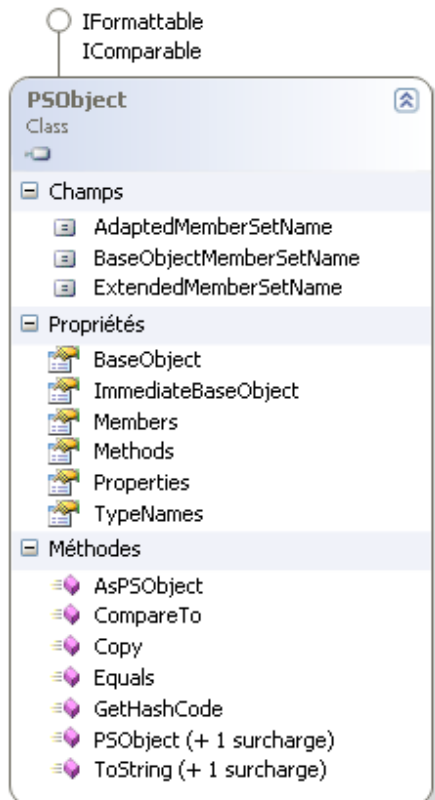 IFormattable
IComparable
PSObject
Class
Champs
AdaptedMemberSetName
BaseObjectMemberSetName
ExtendedMemberSetName
Propriétés
BaseObject
ImmediateBaseObject
Members
Methods
Properties
TypeNames
Méthodes
AsPSObject
CompareTo
Copy
Equals
GetHashCode
PSObject (+ 1 surcharge)
ToString (+ 1 surcharge)